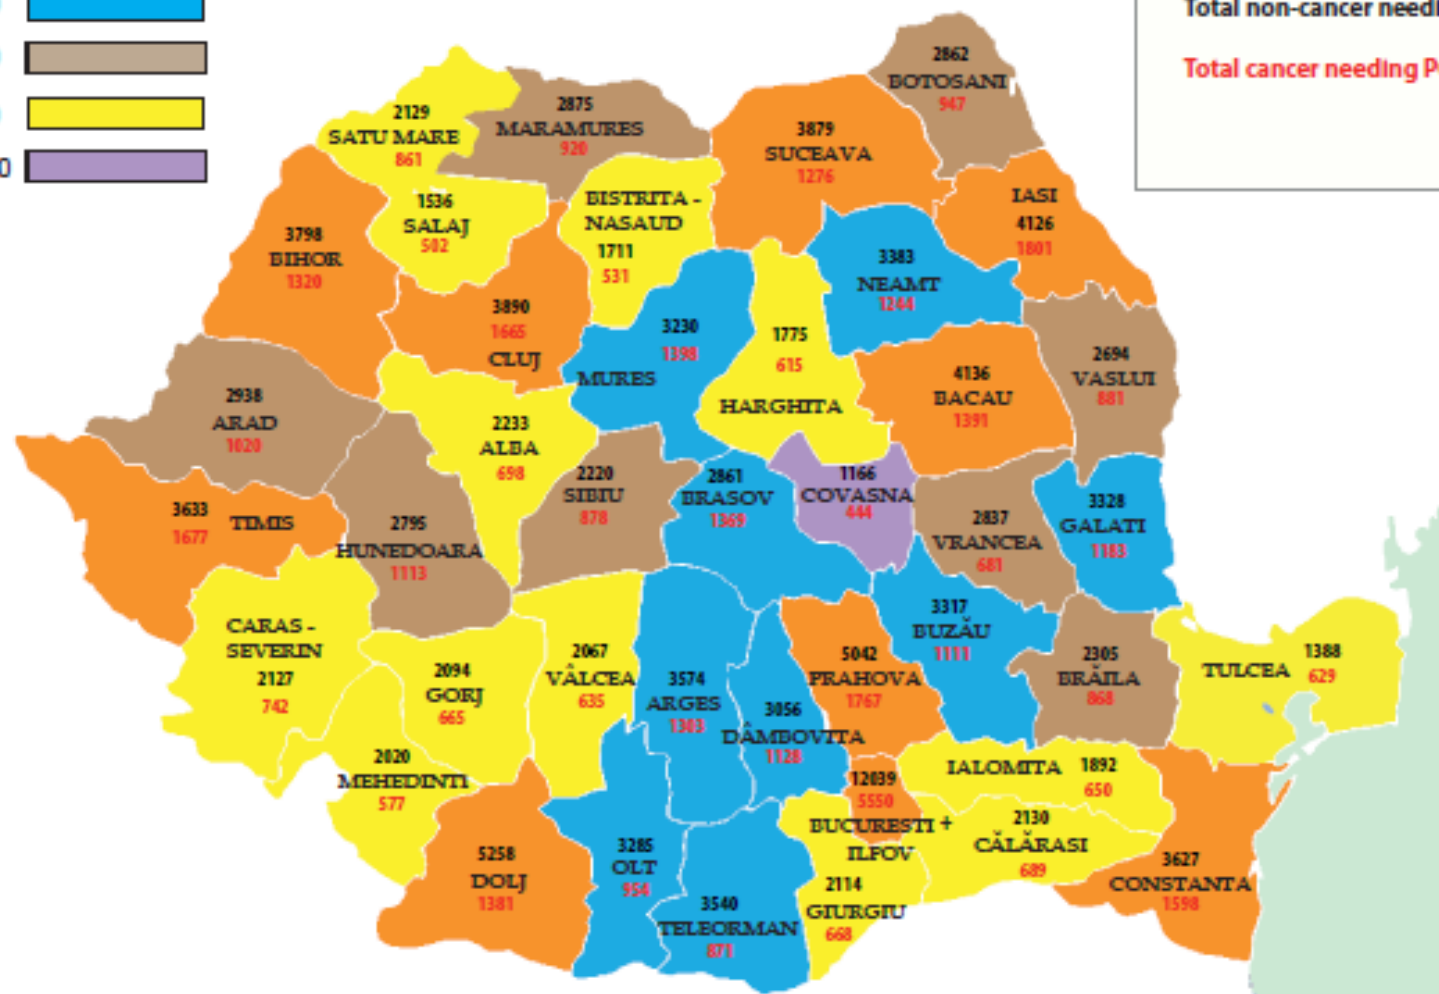 Total non-cancer needi
Total cancer needing P
0
2862
BOTOSANI
947
2129
SATU MARE
861
2875
MARAMURES
920
3879
SUCEAVA
1276
IASI
4126
1801
1536
SALAJ
502
BISTRITA -
NASAUD
1711
531
3798
BIHOR
1320
3383
NEAMT
1244
3890
1665
CLUJ
3230
1398
MURES
1775
615
HARGHITA
2694
VASLUI
881
4136
BACAU
1391
2938
ARAD
1020
2233
ALBA
698
2220
SIBIU
878
2861
BRASOV
1369
1166
COVASNA
444
3328
GALATI
1183
3633
TIMIS
1677
2795
HUNEDOARA
1113
2837
VRANCEA
681
CARAS -
SEVERIN
2127
742
2094
GORJ
665
2067
VÂLCEA
635
3574
ARGES
1303
3056
DÂMBOVITA
1128
5042
PRAHOVA
1767
3317
BUZĂU
1111
2305
BRĂILA
868
TULCEA
1388
629
2020
MEHEDINTI
577
12039
5550
BUCURESTI +
ILFOV
IALOMITA
1892
650
2130
CĂLĂRASI
689
5258
DOLJ
1381
3285
OLT
954
3540
TELEORMAN
871
2114
GIURGIU
668
3627
CONSTANTA
1598